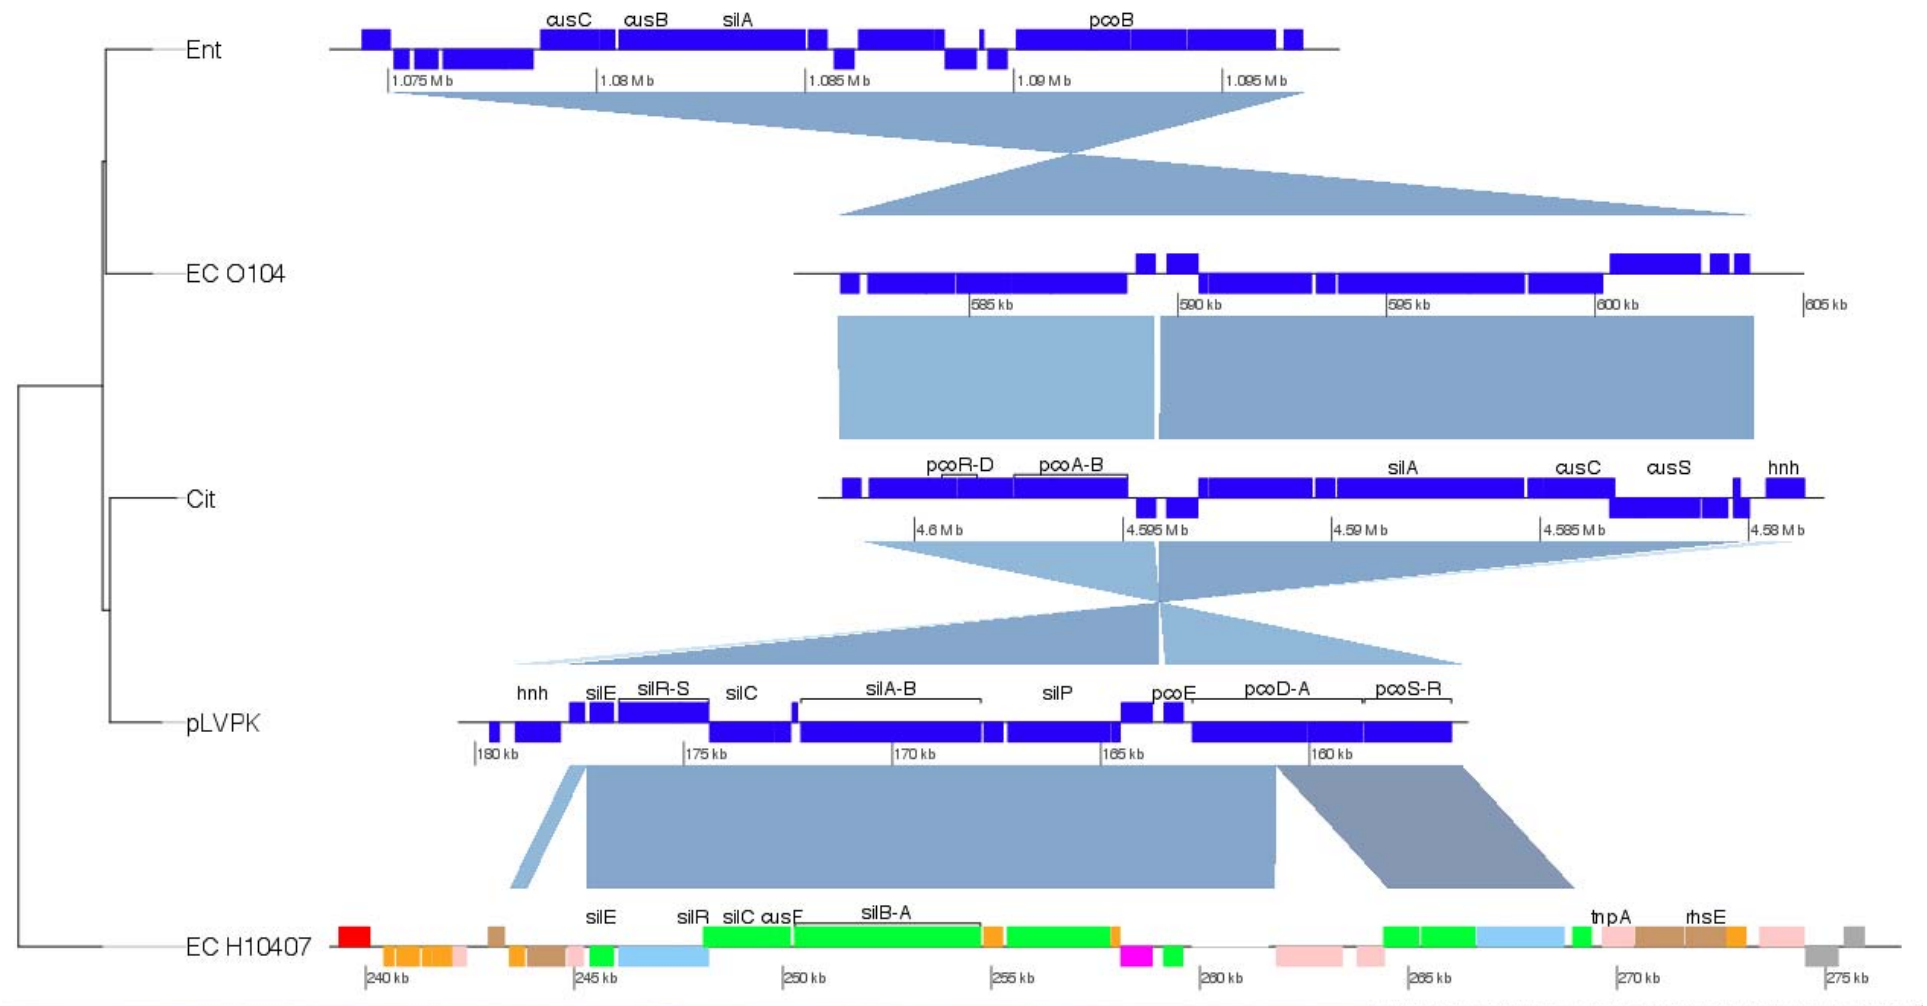 cusC cusB silA pcoB
Ent
1.075 Mb 1.08 Mb 1.085 Mb 1.09 Mb 1.095 Mb
EC O104
585 kb 590 kb 595 kb 600 kb 605 kb
pcoR-D pcoA-B silA cusC cusS hnh
Cit
4.6 Mb 4.595 Mb 4.59 Mb 4.585 Mb 4.58 Mb
hnh silE silR-S silC silA-B silP pcoE pcoD-A pcoS-R
pLVPK
180 kb 175 kb 170 kb 165 kb 160 kb
silE silR silC cusF silB-A tnpA rhsE
EC H10407
240 kb 245 kb 250 kb 255 kb 260 kb 265 kb 270 kb 275 kb